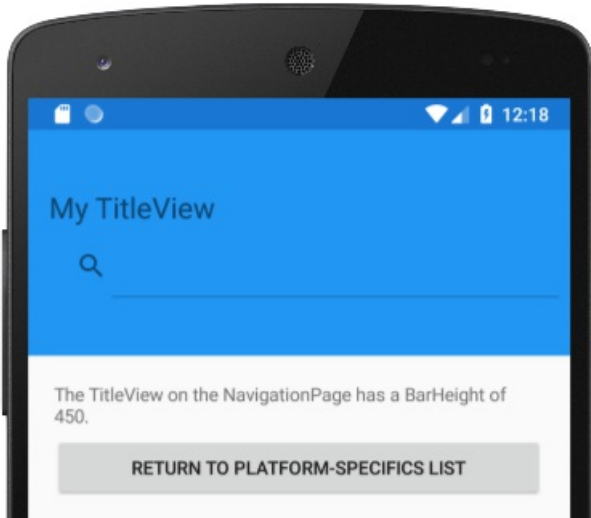 12:18
My TitleView
The TitleView on the NavigationPage has a BarHeight of
450.
RETURN TO PLATFORM-SPECIFICS LIST